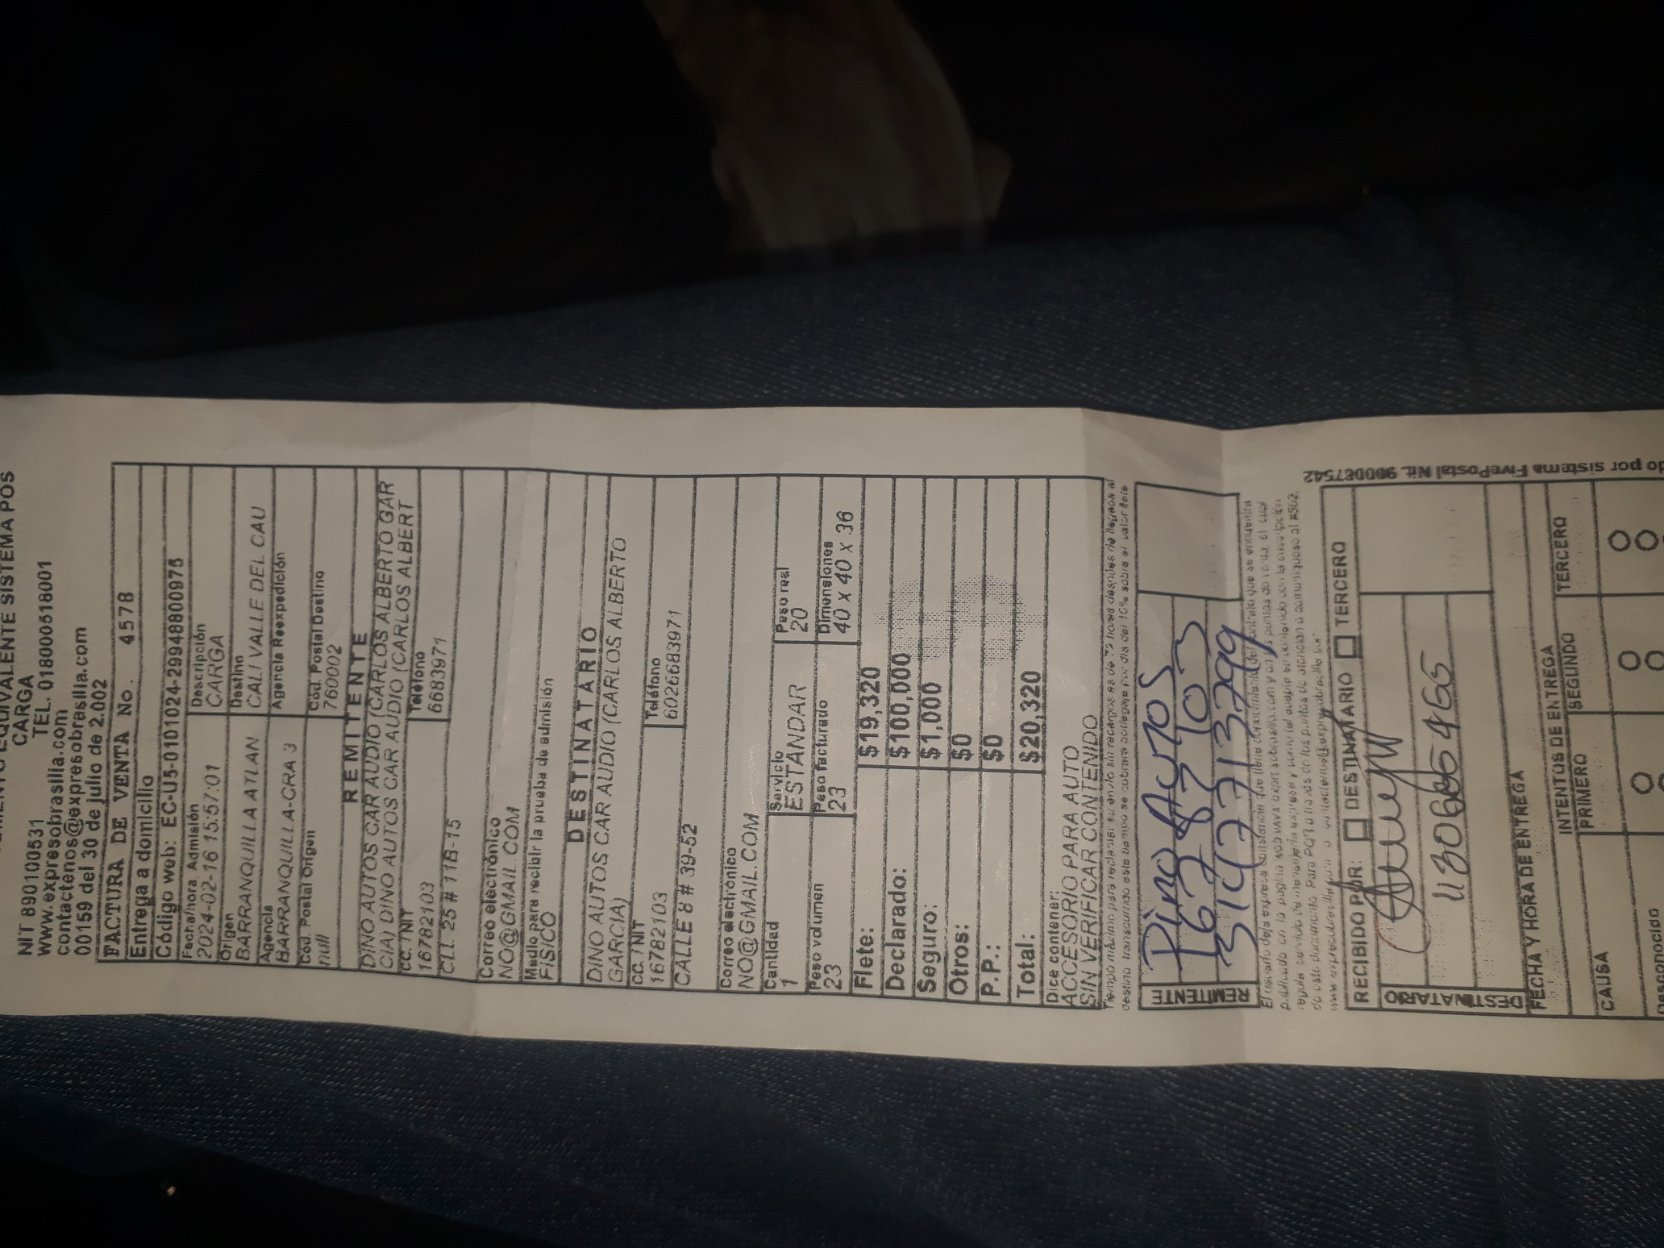 EQUIVALENTE SISTEMA POS
CARGA
NIT 890100531 TEL. 018000518001
www.expresobrasilia.com
contactenos@expresobrasilia.com
00159 del 30 de julio de 2.002
FACTURA DE VENTA No. 4578
Entrega a domicilio
Código web: EC-U5-0101024-29948800975
Fecha/hora Admisión Descripción
2024-02-16 15:57:01 CARGA
Origen Destino
BARRANQUILLA ATLAN CALI VALLE DEL CAU
Agencia Agencia Reexpedición
BARRANQUILLA-CRA 3
Cód. Postal Origen Cód. Postal Destino
null 760002
REMITENTE
DINO AUTOS CAR AUDIO (CARLOS ALBERTO GAR
CIA) DINO AUTOS CAR AUDIO (CARLOS ALBERT
CC. / NIT Teléfono
16782103 6683971
CLL 25 # 11B-15
Correo electrónico
NO@GMAIL.COM
Medio para recibir la prueba de admisión
FISICO
DESTINATARIO
DINO AUTOS CAR AUDIO (CARLOS ALBERTO
GARCIA)
CC. / NIT Teléfono
16782103 6026683971
CALLE 8 # 39-52
Correo electrónico
NO@GMAIL.COM
Cantidad Servicio Peso real
1 ESTANDAR 20
Peso volumen Peso facturado Dimensiones
23 23 40 X 40 X 36
Flete: $19,320
Declarado: $100,000
Seguro: $1,000
Otros: $0
P.P.: $0
Total: $20,320
Dice contener:
ACCESORIO PARA AUTO
SIN VERIFICAR CONTENIDO
REMITENTE
Dino Autos
16782103
3147713299
RECIBIDO POR: DESTINATARIO TERCERO
DESTINATARIO
FECHA Y HORA DE ENTREGA
INTENTOS DE ENTREGA
CAUSA PRIMERO SEGUNDO TERCERO
Desconocido
do por sistema FivePostal Nit. 900087542